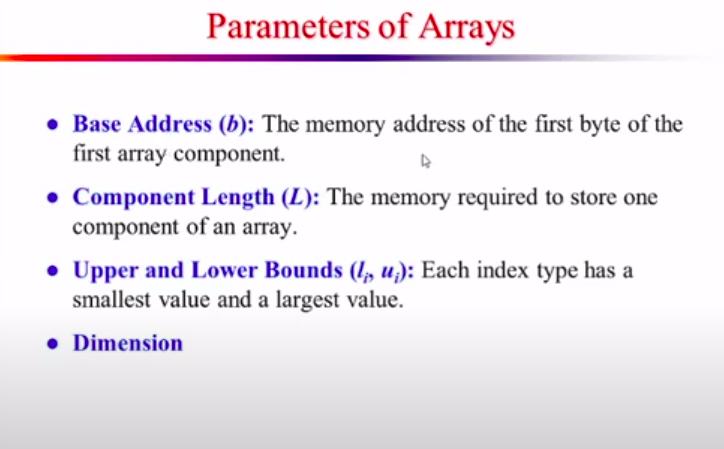 Parameters of Arrays
● Base Address (b): The memory address of the first byte of the
first array component.
● Component Length (L): The memory required to store one
component of an array.
● Upper and Lower Bounds (lᵢ, uᵢ): Each index type has a
smallest value and a largest value.
● Dimension